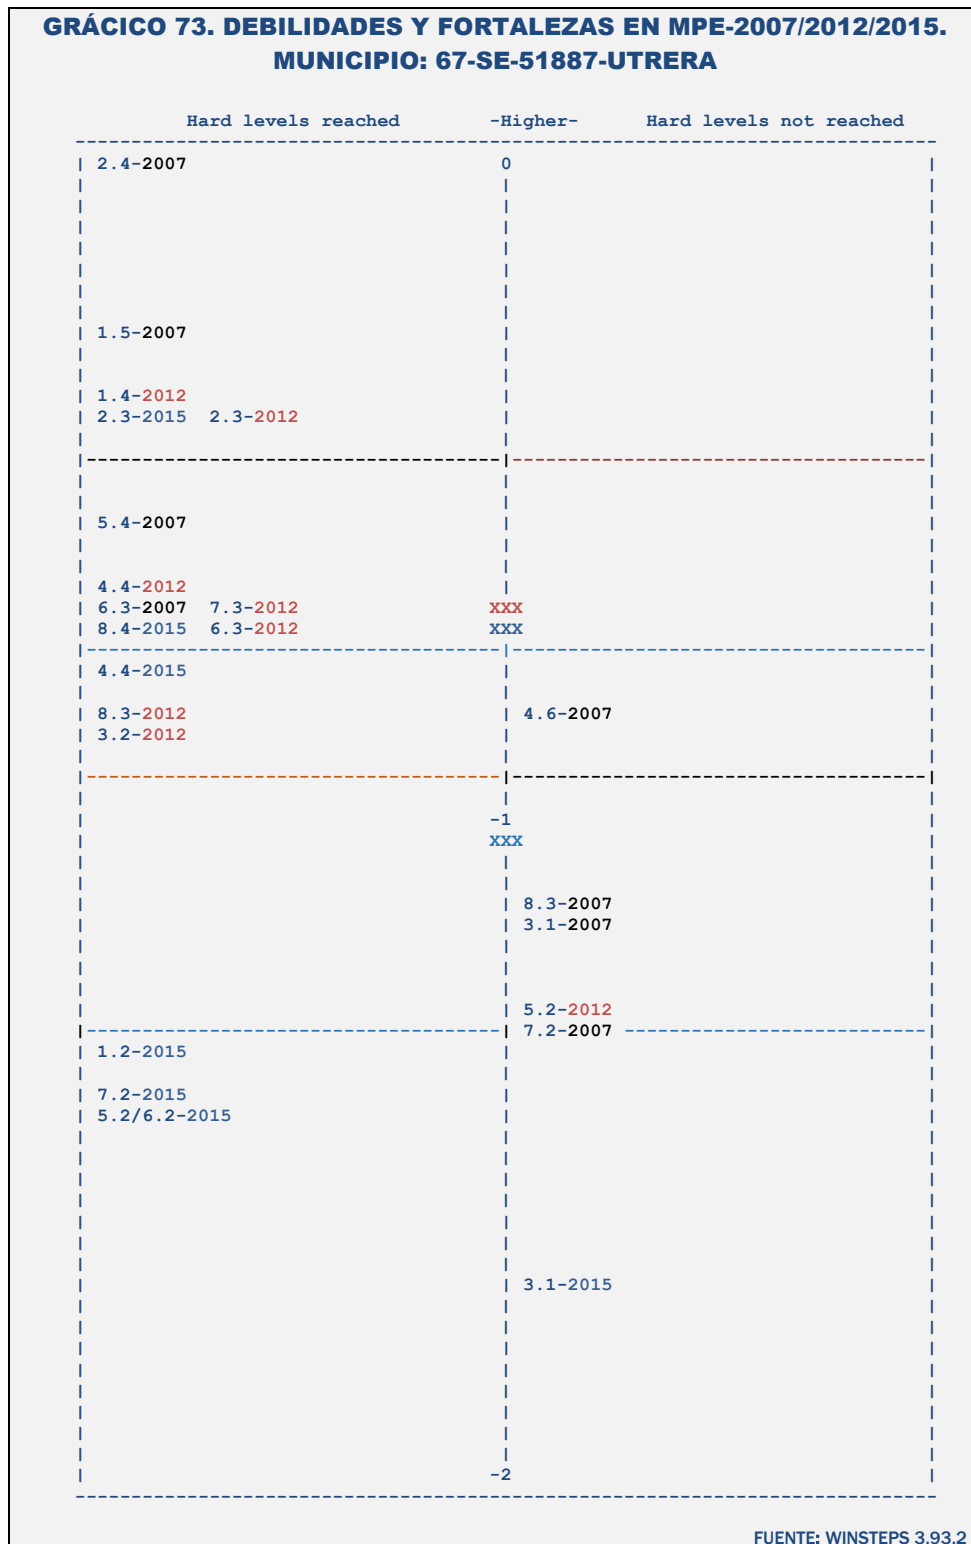 GRÁCICO 73. DEBILIDADES Y FORTALEZAS EN MPE-2007/2012/2015.
MUNICIPIO: 67-SE-51887-UTRERA
Hard levels reached -Higher- Hard levels not reached
2.4-2007 0
1.5-2007
1.4-2012
2.3-2015 2.3-2012
5.4-2007
4.4-2012
6.3-2007 7.3-2012 XXX
8.4-2015 6.3-2012 XXX
4.4-2015
8.3-2012 4.6-2007
3.2-2012
-1
XXX
8.3-2007
3.1-2007
5.2-2012
7.2-2007
1.2-2015
7.2-2015
5.2/6.2-2015
3.1-2015
-2
FUENTE: WINSTEPS 3.93.2